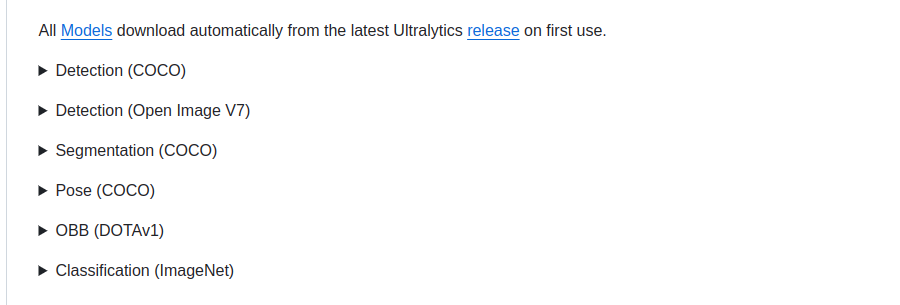 All Models download automatically from the latest Ultralytics release on first use.
Detection (COCO)
Detection (Open Image V7)
Segmentation (COCO)
Pose (COCO)
OBB (DOTAv1)
Classification (ImageNet)